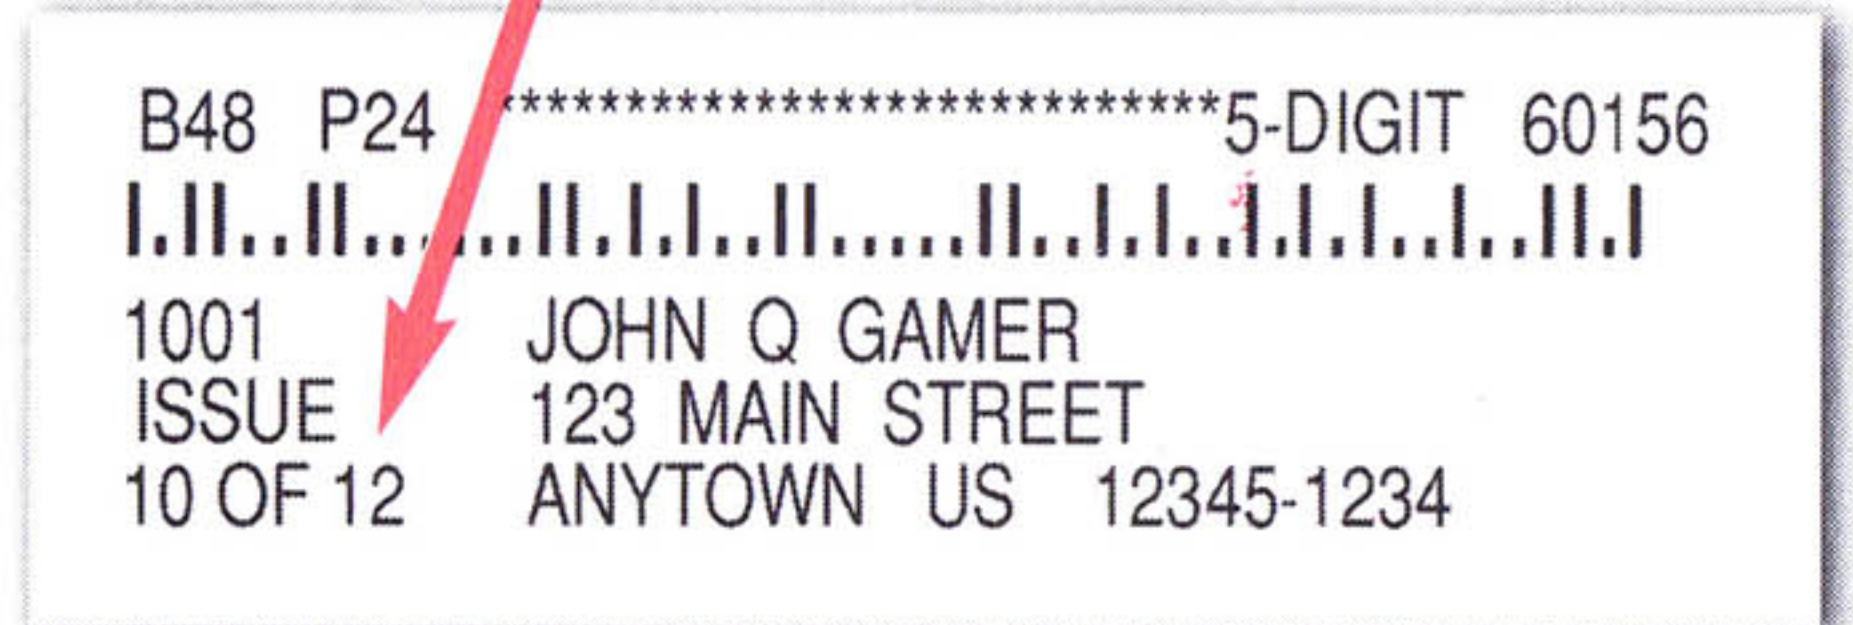 B48 P24 ****************************5-DIGIT 60156
1001 JOHN Q GAMER
ISSUE 123 MAIN STREET
10 OF 12 ANYTOWN US 12345-1234